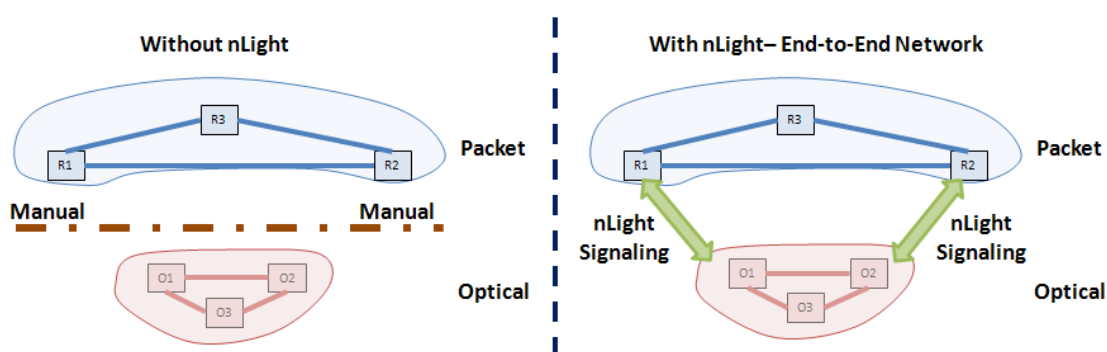 Without nLight
R3
R1
R2
Packet
Manual
Manual
O1
O2
O3
Optical
With nLight– End-to-End Network
R3
R1
R2
Packet
nLight
Signaling
nLight
Signaling
O1
O2
O3
Optical